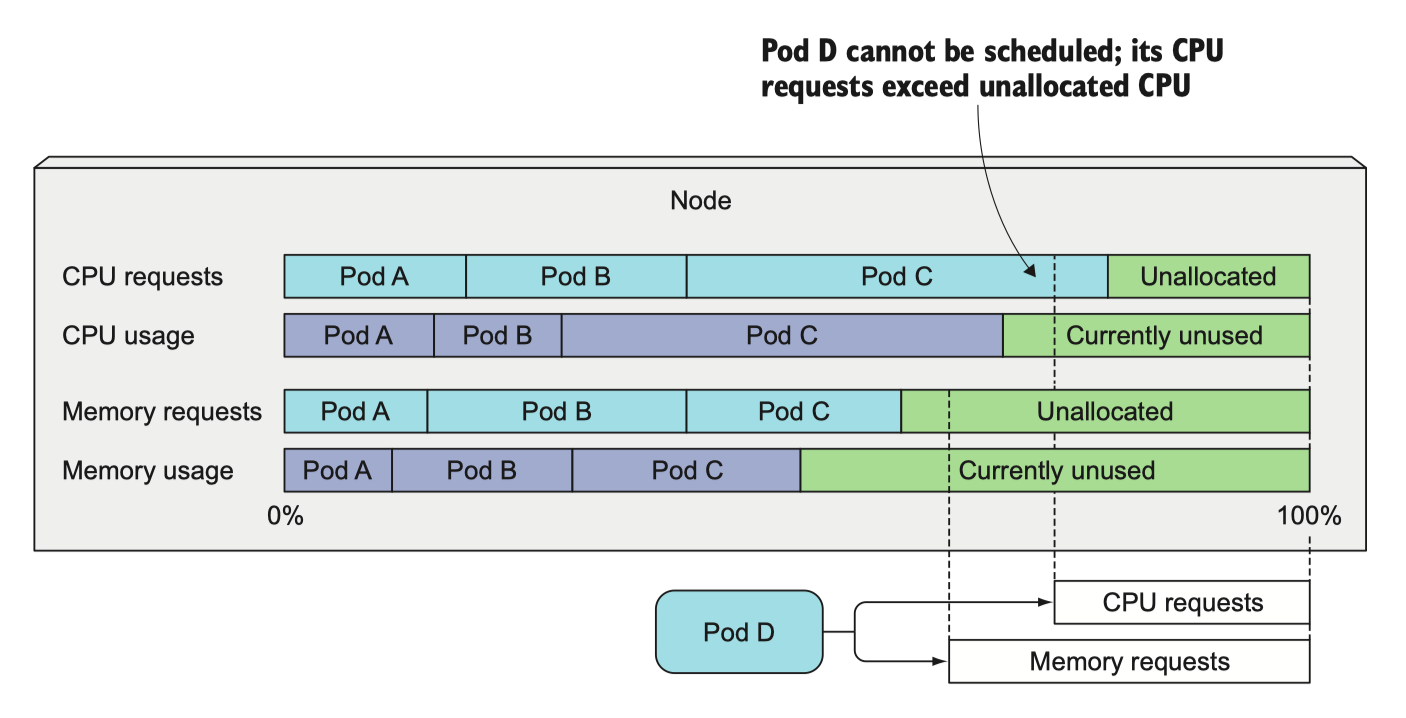 Pod D cannot be scheduled; its CPU
requests exceed unallocated CPU
Node
CPU requests Pod A Pod B Pod C Unallocated
CPU usage Pod A Pod B Pod C Currently unused
Memory requests Pod A Pod B Pod C Unallocated
Memory usage Pod A Pod B Pod C Currently unused
0% 100%
CPU requests
Pod D
Memory requests